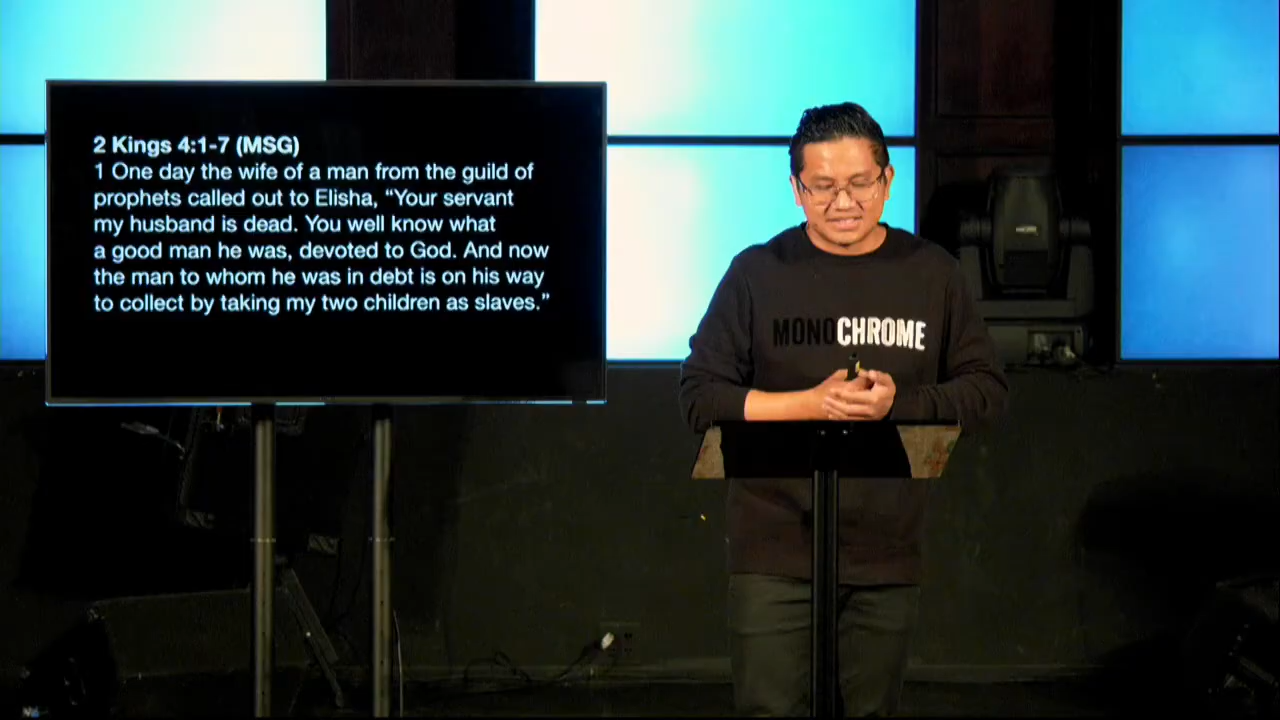 2 Kings 4:1-7 (MSG)
1 One day the wife of a man from the guild of
prophets called out to Elisha, “Your servant
my husband is dead. You well know what
a good man he was, devoted to God. And now
the man to whom he was in debt is on his way
to collect by taking my two children as slaves.”
MONOCHROME